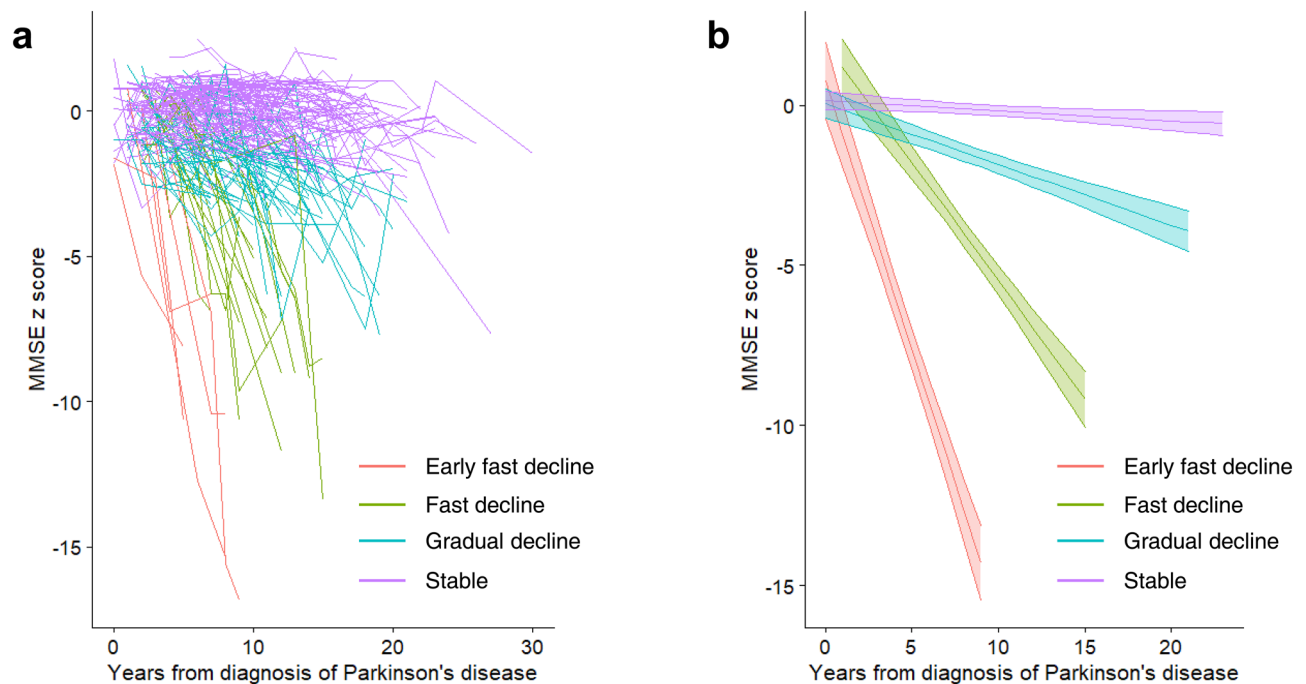 a
MMSE z score
0
-5
-10
-15
Early fast decline
Fast decline
Gradual decline
Stable
0 10 20 30
Years from diagnosis of Parkinson's disease
b
MMSE z score
0
-5
-10
-15
Early fast decline
Fast decline
Gradual decline
Stable
0 5 10 15 20
Years from diagnosis of Parkinson's disease